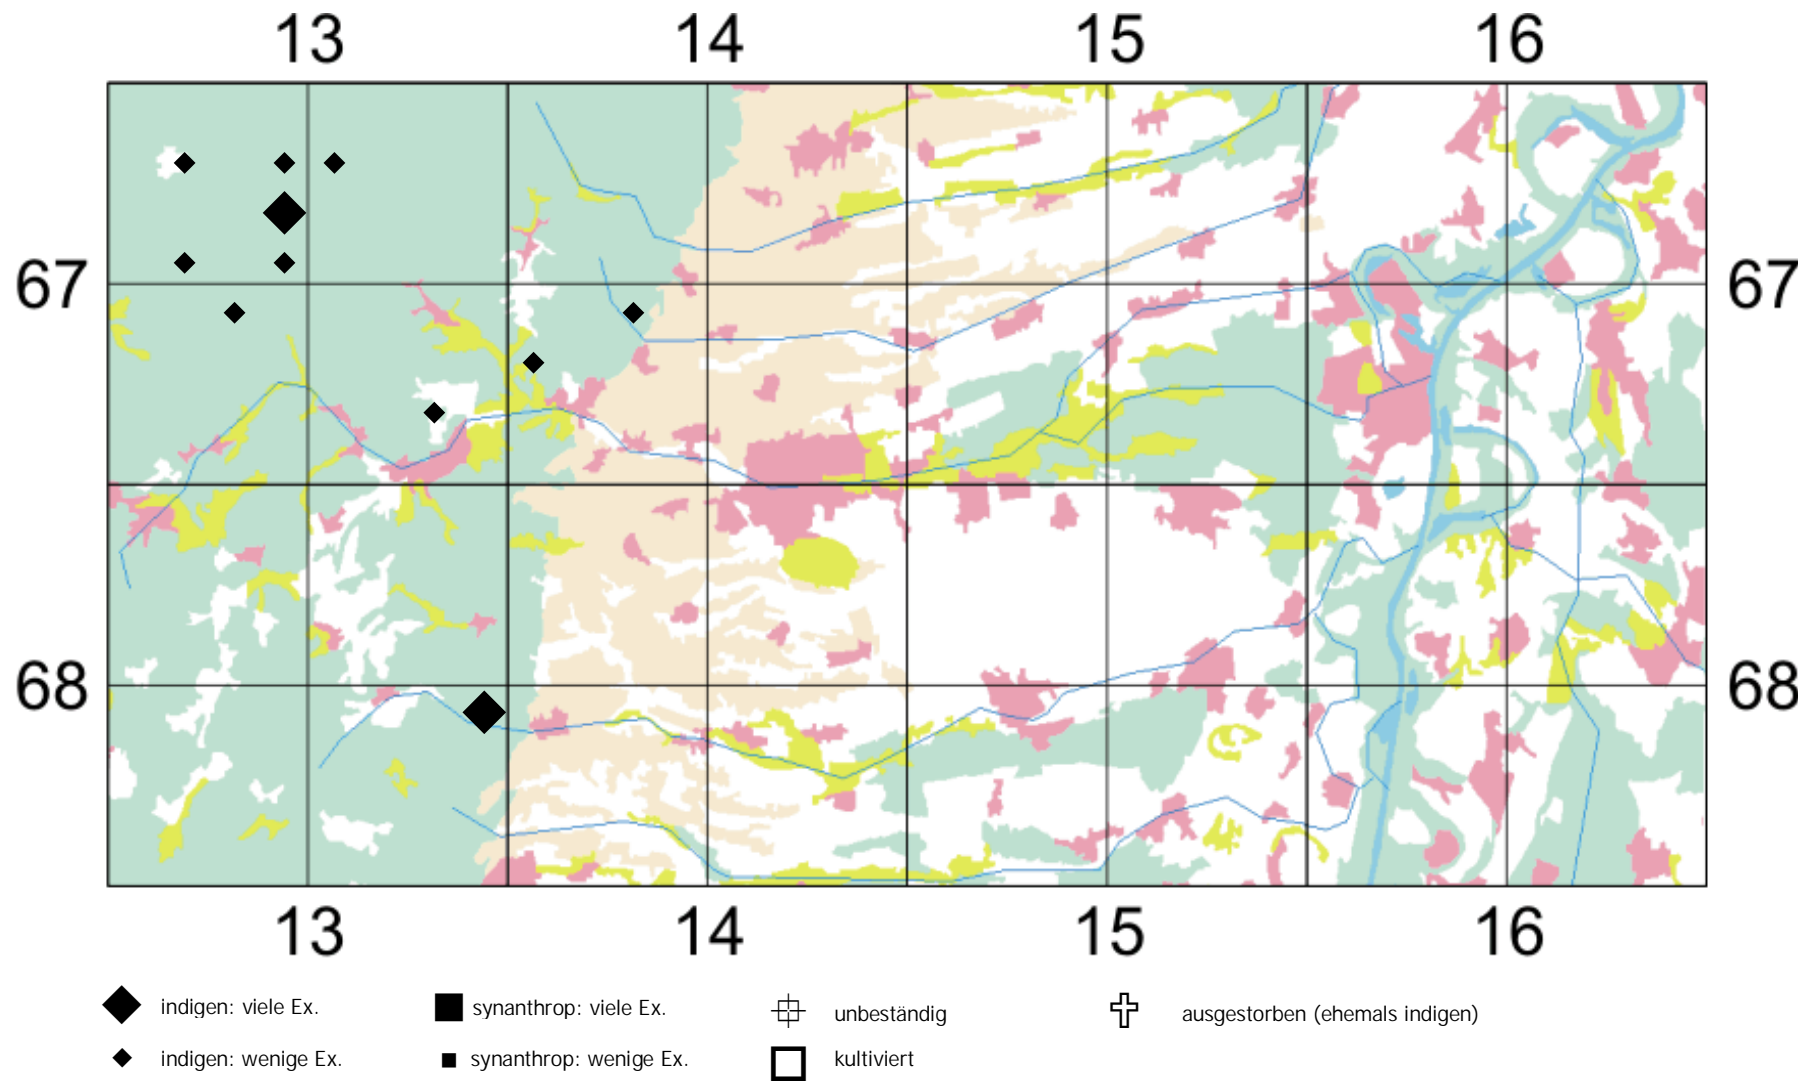 13 14 15 16
67 67
68 68
13 14 15 16
indigen: viele Ex. synanthrop: viele Ex. unbeständig ausgestorben (ehemals indigen)
indigen: wenige Ex. synanthrop: wenige Ex. kultiviert